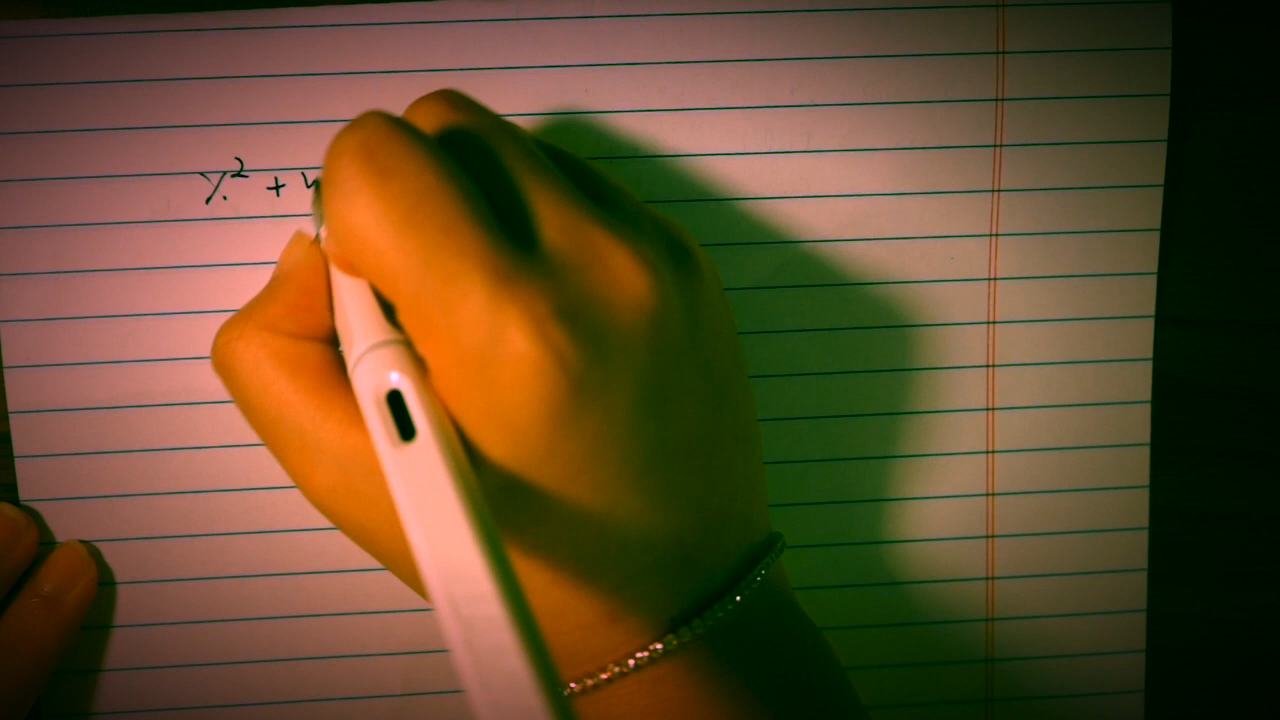 x² +